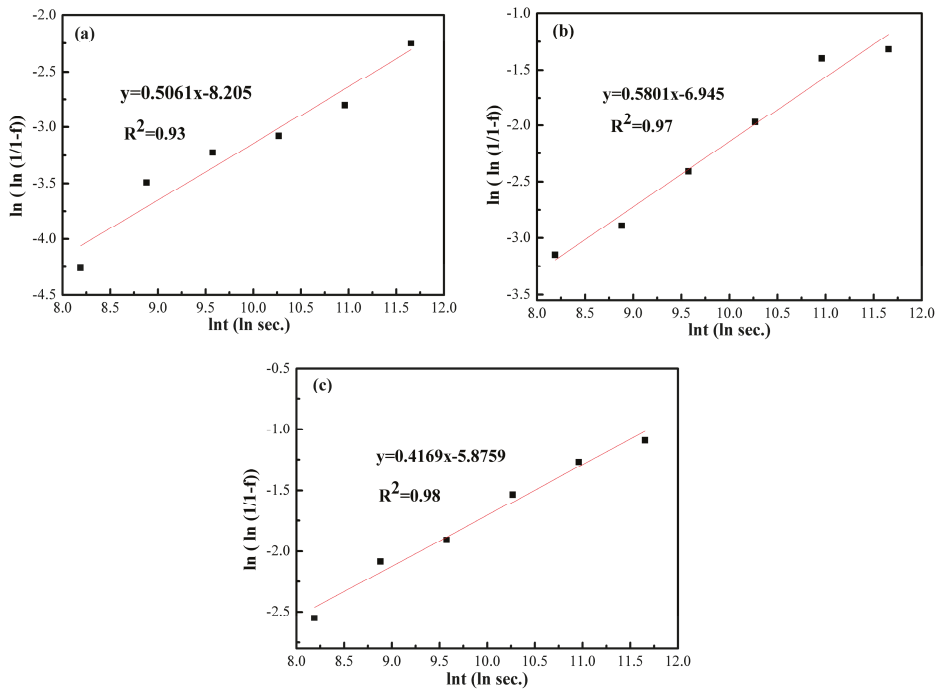 (a)
y=0.5061x-8.205
R2=0.93
ln ( ln (1/1-f))
-2.0
-2.5
-3.0
-3.5
-4.0
-4.5
8.0 8.5 9.0 9.5 10.0 10.5 11.0 11.5 12.0
lnt (ln sec.)
(b)
y=0.5801x-6.945
R2=0.97
ln ( ln (1/1-f))
-1.0
-1.5
-2.0
-2.5
-3.0
-3.5
8.0 8.5 9.0 9.5 10.0 10.5 11.0 11.5 12.0
lnt (ln sec.)
(c)
y=0.4169x-5.8759
R2=0.98
ln ( ln (1/1-f))
-0.5
-1.0
-1.5
-2.0
-2.5
8.0 8.5 9.0 9.5 10.0 10.5 11.0 11.5 12.0
lnt (ln sec.)